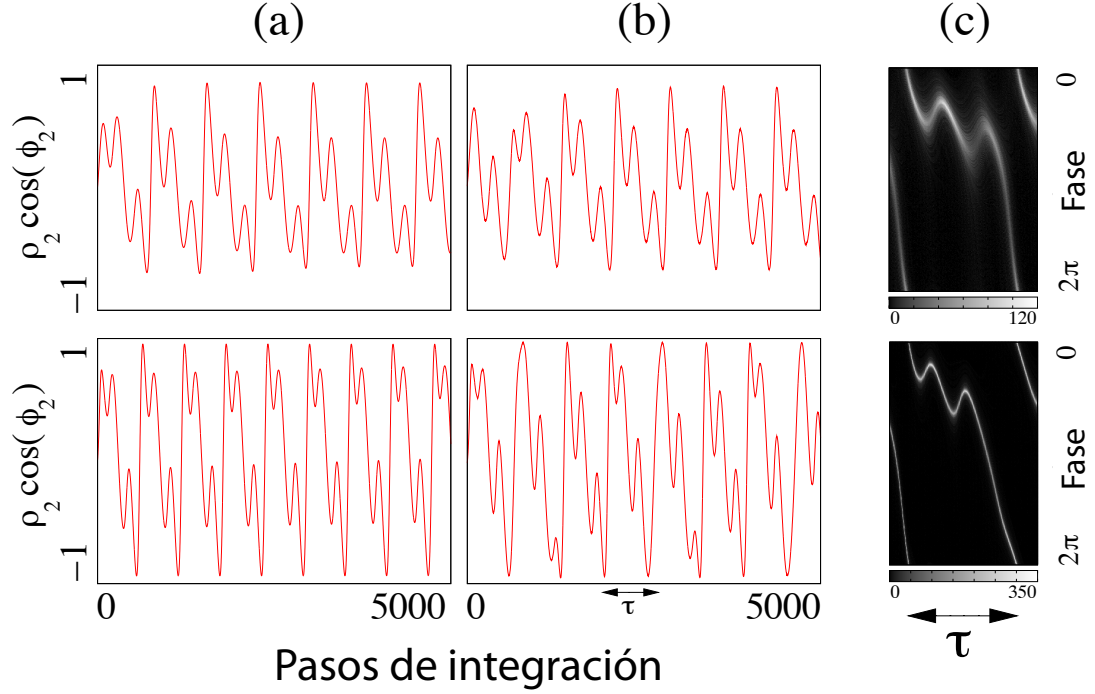 (a) (b) (c)
ρ₂ cos(ϕ₂)
1
−1
0
Fase
2π
0 120
ρ₂ cos(ϕ₂)
1
−1
0
Fase
2π
0 350
0 5000 0 τ 5000
τ
Pasos de integración